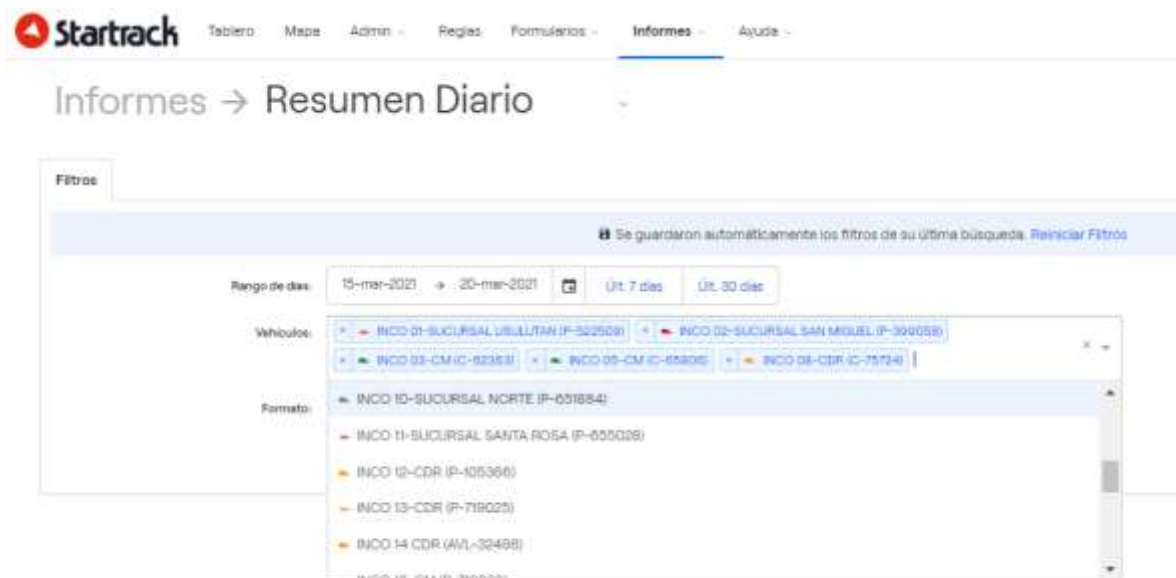 Startrack Tablero Mapa Admin Reglas Formularios Informes Ayuda
Informes → Resumen Diario
Filtros
Se guardaron automáticamente los filtros de su última búsqueda. Reiniciar Filtros
Rango de días: 15-mar-2021 → 20-mar-2021 Últ. 7 días Últ. 30 días
Vehículos: × INCO 01-SUCURSAL USULUTAN (P-522509) × INCO 02-SUCURSAL SAN MIGUEL (P-399058)
× INCO 03-CM (C-62363) × INCO 05-CM (C-65806) × INCO 08-CDR (C-75724)
Formato:
INCO 10-SUCURSAL NORTE (P-651884)
INCO 11-SUCURSAL SANTA ROSA (P-655028)
INCO 12-CDR (P-105366)
INCO 13-CDR (P-719025)
INCO 14 CDR (AVL-32488)